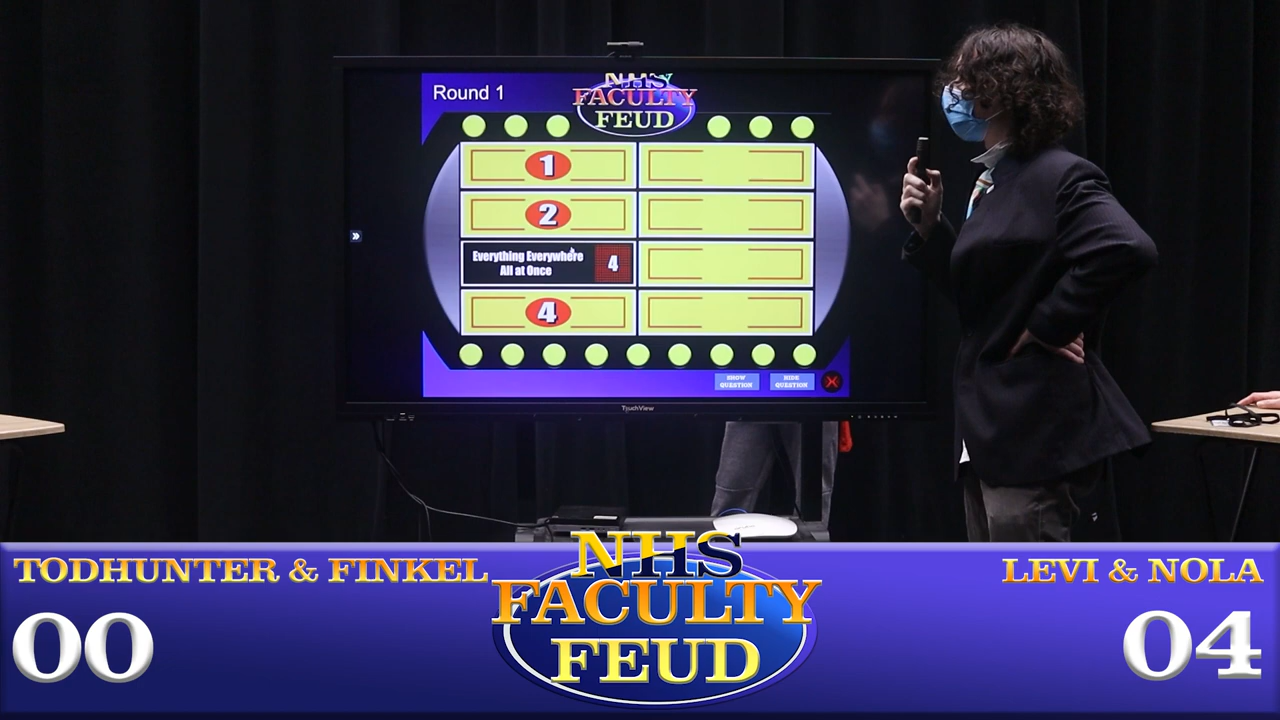 Round 1
NHS
FACULTY
FEUD
1
2
Everything Everywhere
All at Once
4
4
SHOW
QUESTION
HIDE
QUESTION
X
TouchView
TODHUNTER & FINKEL
00
NHS
FACULTY
FEUD
LEVI & NOLA
04